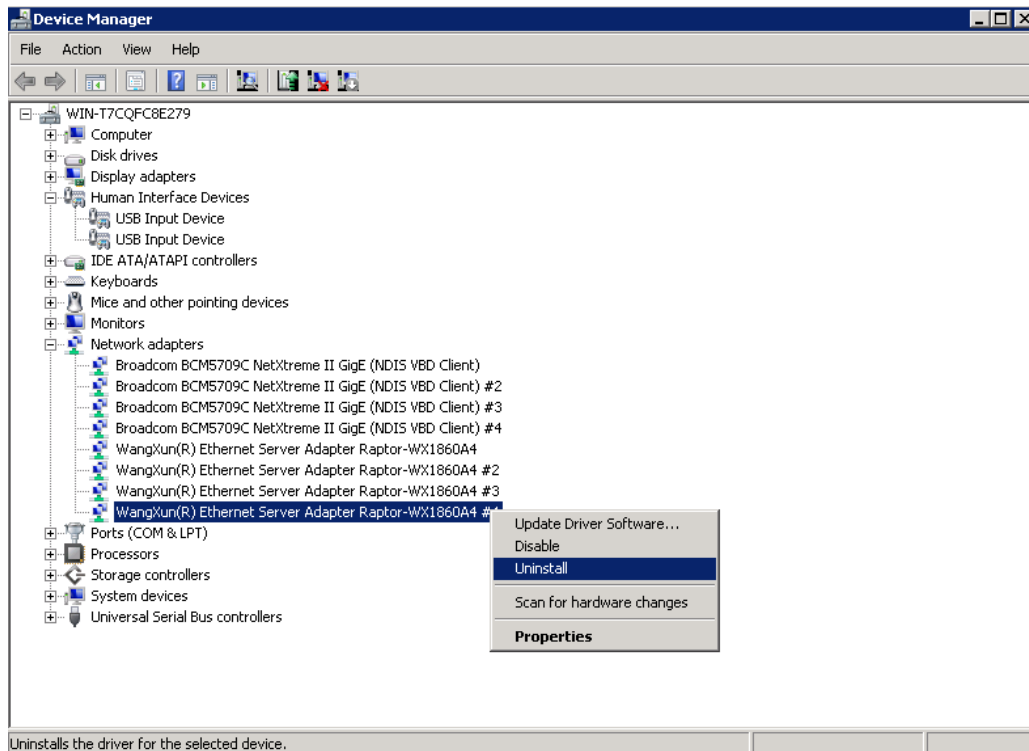 Device Manager
File Action View Help
WIN-T7CQFC8E279
Computer
Disk drives
Display adapters
Human Interface Devices
USB Input Device
USB Input Device
IDE ATA/ATAPI controllers
Keyboards
Mice and other pointing devices
Monitors
Network adapters
Broadcom BCM5709C NetXtreme II GigE (NDIS VBD Client)
Broadcom BCM5709C NetXtreme II GigE (NDIS VBD Client) #2
Broadcom BCM5709C NetXtreme II GigE (NDIS VBD Client) #3
Broadcom BCM5709C NetXtreme II GigE (NDIS VBD Client) #4
WangXun(R) Ethernet Server Adapter Raptor-WX1860A4
WangXun(R) Ethernet Server Adapter Raptor-WX1860A4 #2
WangXun(R) Ethernet Server Adapter Raptor-WX1860A4 #3
WangXun(R) Ethernet Server Adapter Raptor-WX1860A4 #4
Ports (COM & LPT)
Processors
Storage controllers
System devices
Universal Serial Bus controllers
Update Driver Software...
Disable
Uninstall
Scan for hardware changes
Properties
Uninstalls the driver for the selected device.